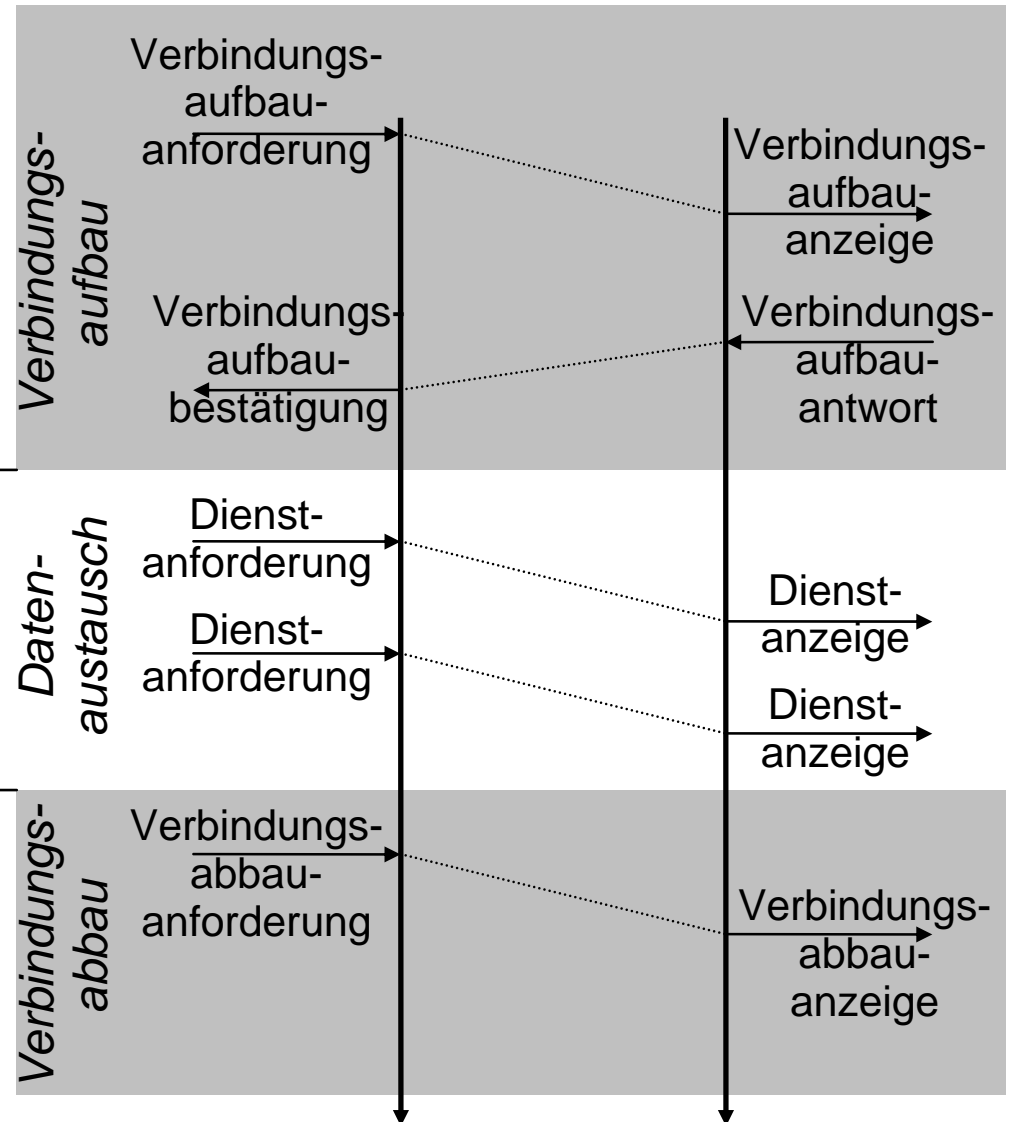 Verbindungs-
aufbau
Verbindungs-
aufbau-
anforderung
Verbindungs-
aufbau-
anzeige
Verbindungs-
aufbau-
bestätigung
Verbindungs-
aufbau-
antwort
Daten-
austausch
Dienst-
anforderung
Dienst-
anzeige
Dienst-
anforderung
Dienst-
anzeige
Verbindungs-
abbau
Verbindungs-
abbau-
anforderung
Verbindungs-
abbau-
anzeige